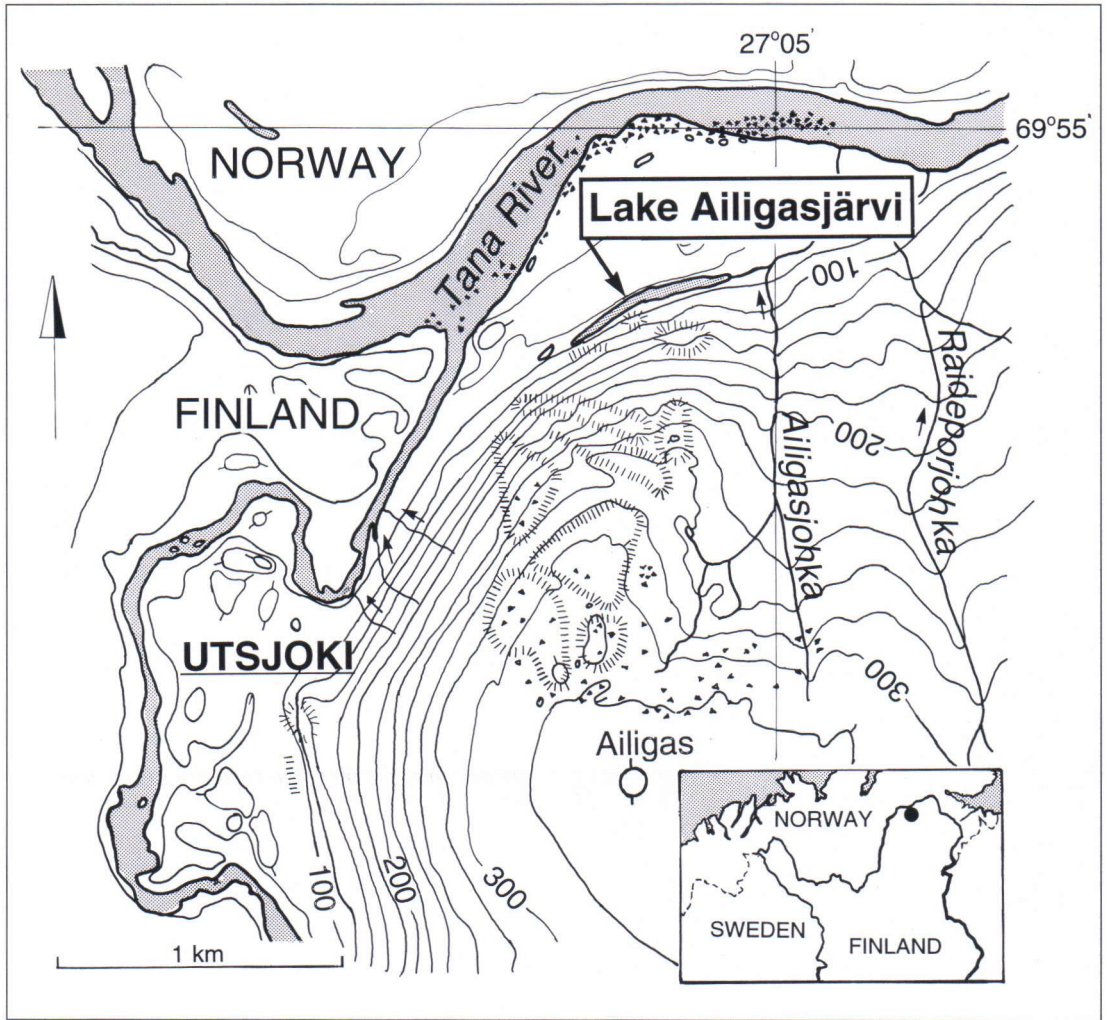 27°05'
69°55'
NORWAY
Tana River
Lake Ailigasjärvi
100
Raideporjohka
FINLAND
200
Ailigasjohka
UTSJOKI
300
Ailigas
100
200
300
1 km
NORWAY
SWEDEN
FINLAND